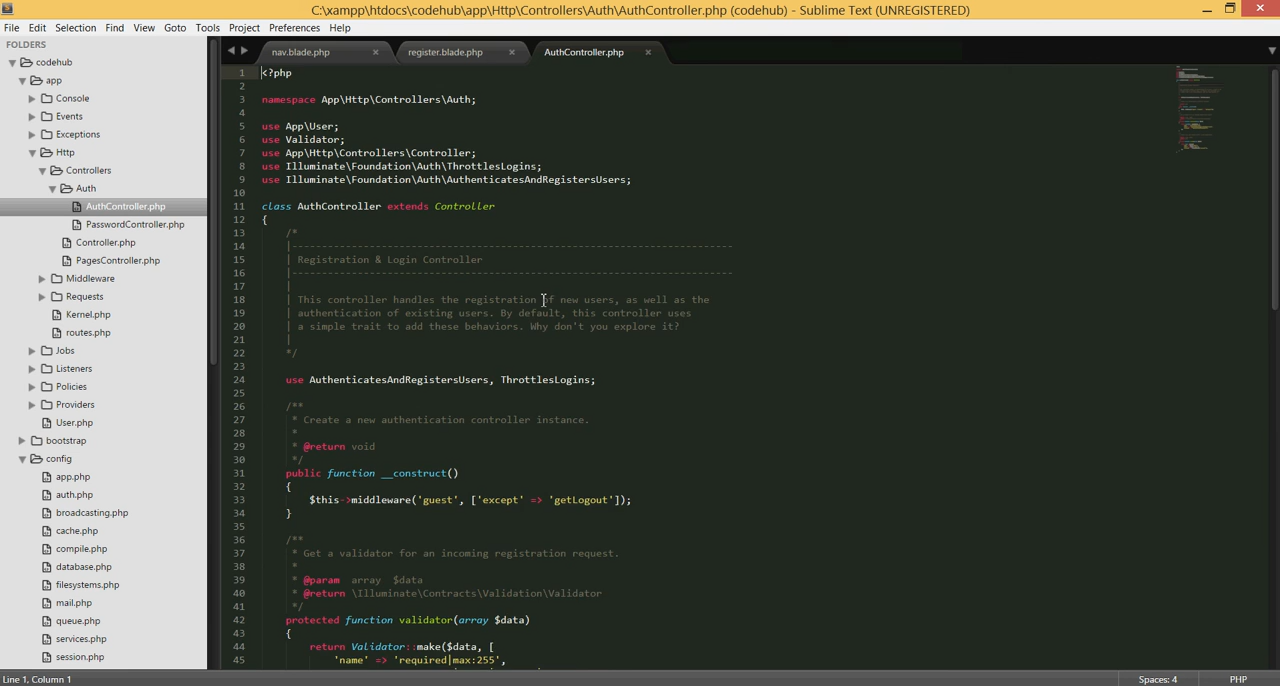 C:\xampp\htdocs\codehub\app\Http\Controllers\Auth\AuthController.php (codehub) - Sublime Text (UNREGISTERED)
File Edit Selection Find View Goto Tools Project Preferences Help
FOLDERS
codehub
app
Console
Events
Exceptions
Http
Controllers
Auth
AuthController.php
PasswordController.php
Controller.php
PagesController.php
Middleware
Requests
Kernel.php
routes.php
Jobs
Listeners
Policies
Providers
User.php
bootstrap
config
app.php
auth.php
broadcasting.php
cache.php
compile.php
database.php
filesystems.php
mail.php
queue.php
services.php
session.php
nav.blade.php register.blade.php AuthController.php
1 <?php
2
3 namespace App\Http\Controllers\Auth;
4
5 use App\User;
6 use Validator;
7 use App\Http\Controllers\Controller;
8 use Illuminate\Foundation\Auth\ThrottlesLogins;
9 use Illuminate\Foundation\Auth\AuthenticatesAndRegistersUsers;
10
11 class AuthController extends Controller
12 {
13 /*
14 |--------------------------------------------------------------------------
15 | Registration & Login Controller
16 |--------------------------------------------------------------------------
17 |
18 | This controller handles the registration of new users, as well as the
19 | authentication of existing users. By default, this controller uses
20 | a simple trait to add these behaviors. Why don't you explore it?
21 |
22 */
23
24 use AuthenticatesAndRegistersUsers, ThrottlesLogins;
25
26 /**
27 * Create a new authentication controller instance.
28 *
29 * @return void
30 */
31 public function __construct()
32 {
33 $this->middleware('guest', ['except' => 'getLogout']);
34 }
35
36 /**
37 * Get a validator for an incoming registration request.
38 *
39 * @param array $data
40 * @return \Illuminate\Contracts\Validation\Validator
41 */
42 protected function validator(array $data)
43 {
44 return Validator::make($data, [
45 'name' => 'required|max:255',
Line 1, Column 1 Spaces: 4 PHP